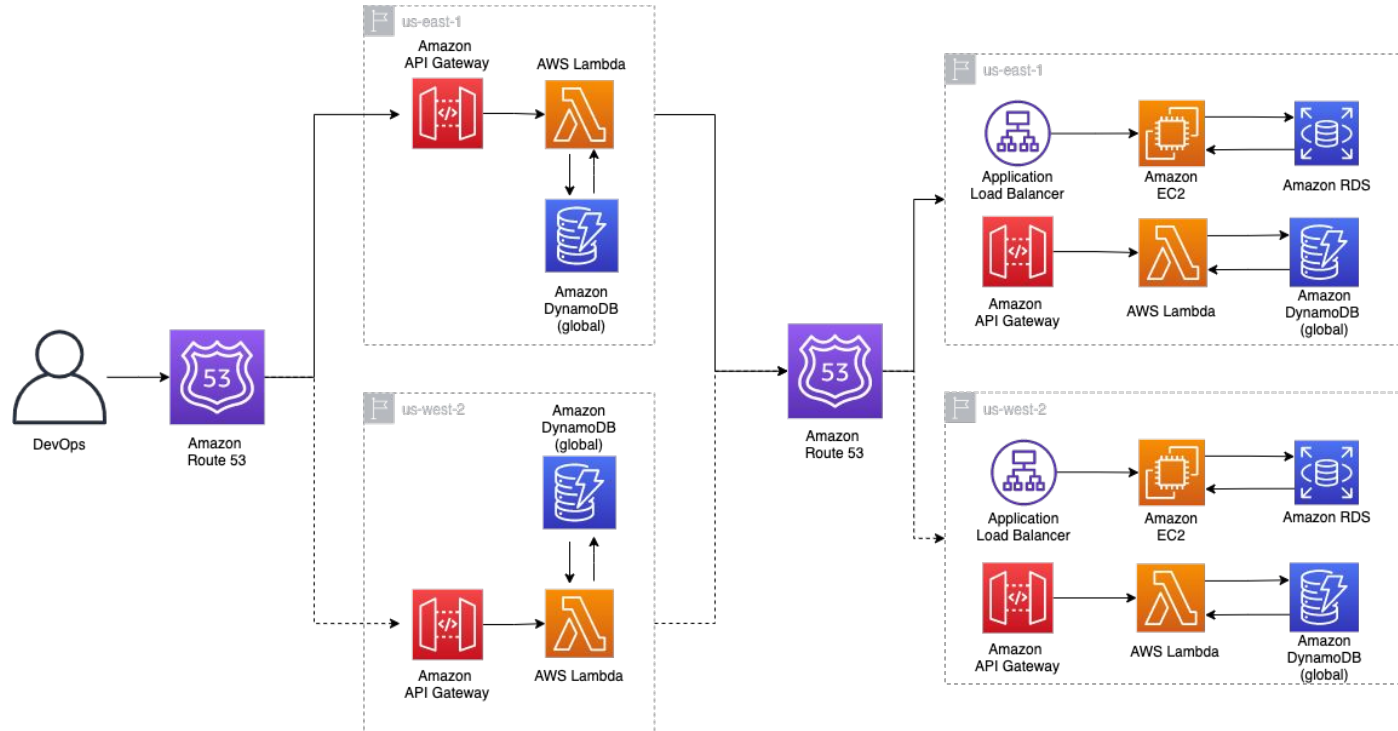 us-east-1
Amazon
API Gateway
AWS Lambda
Amazon
DynamoDB
(global)
DevOps
53
Amazon
Route 53
us-west-2
Amazon
DynamoDB
(global)
Amazon
API Gateway
AWS Lambda
53
Amazon
Route 53
us-east-1
Application
Load Balancer
Amazon
EC2
Amazon RDS
Amazon
API Gateway
AWS Lambda
Amazon
DynamoDB
(global)
us-west-2
Application
Load Balancer
Amazon
EC2
Amazon RDS
Amazon
API Gateway
AWS Lambda
Amazon
DynamoDB
(global)